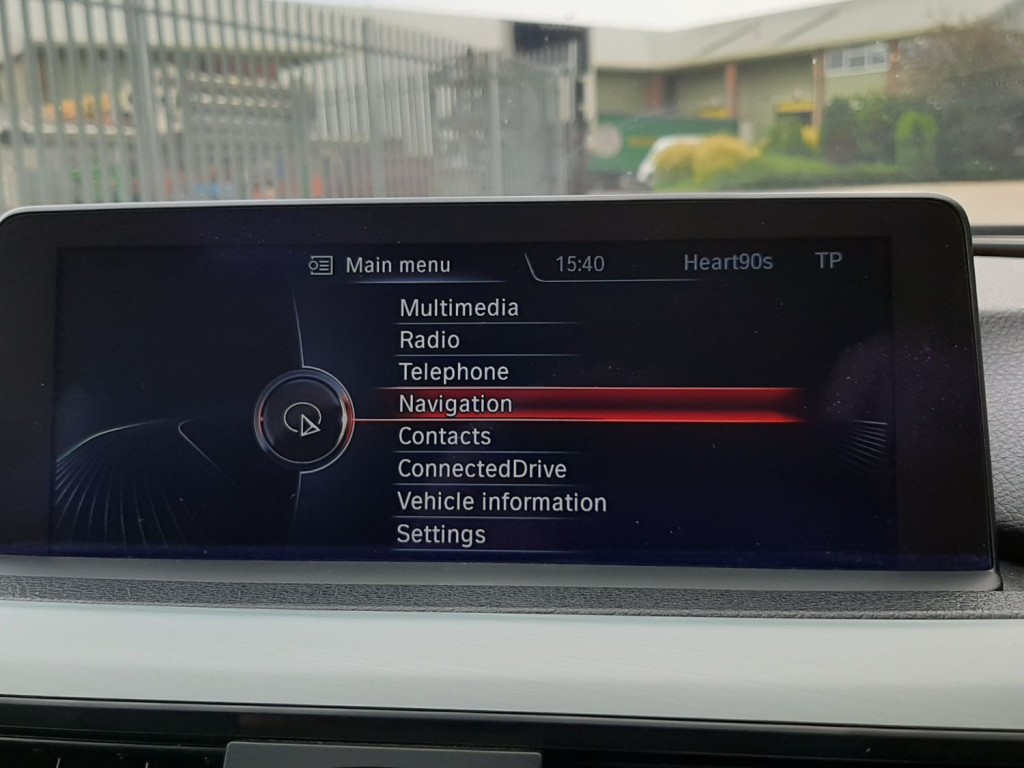 Main menu 15:40 Heart90s TP
Multimedia
Radio
Telephone
Navigation
Contacts
ConnectedDrive
Vehicle information
Settings